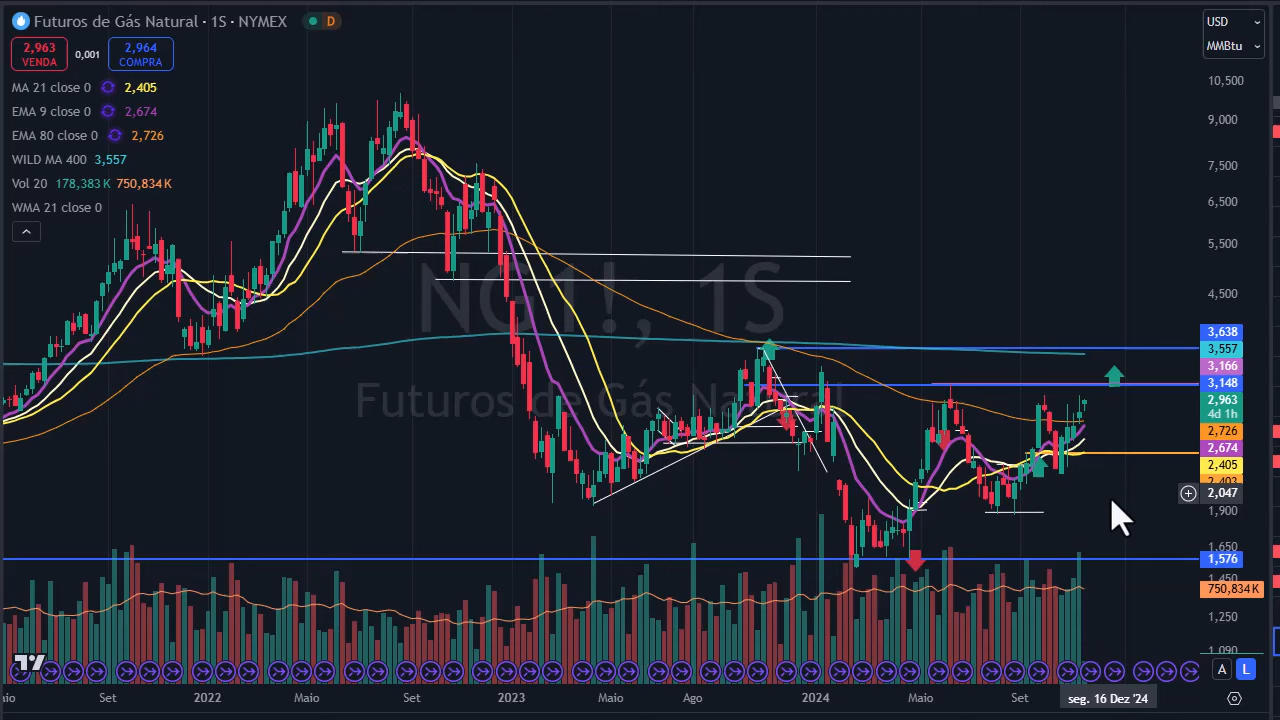 Futuros de Gás Natural · 1S · NYMEX D
2,963 VENDA 0,001 2,964 COMPRA
MA 21 close 0 2,405
EMA 9 close 0 2,674
EMA 80 close 0 2,726
WILD MA 400 3,557
Vol 20 178,383 K 750,834 K
WMA 21 close 0
NG1!, 1S
Futuros de Gás Natural
USD
MMBtu
10,500
9,000
7,500
6,500
5,500
4,500
3,638
3,557
3,166
3,148
2,963
4d 1h
2,726
2,674
2,405
2,047
1,900
1,650
1,576
1,450
750,834 K
1,250
1,090
A L
Set 2022 Maio Set 2023 Maio Ago 2024 Maio Set seg. 16 Dez '24